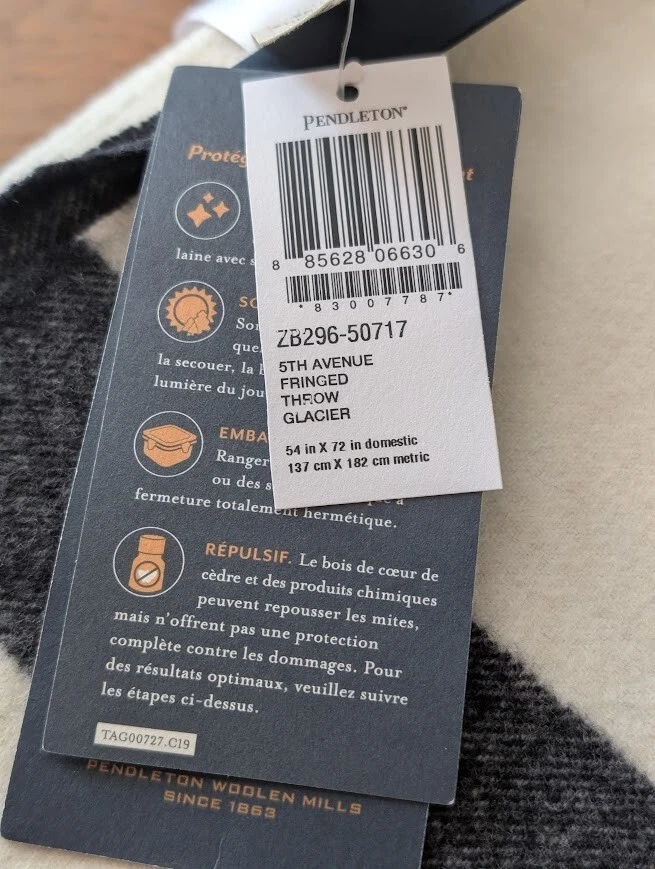 Protég
t
PENDLETON®
8 85628 06630 6
*83007787*
ZB296-50717
5TH AVENUE
FRINGED
THROW
GLACIER
54 in X 72 in domestic
137 cm X 182 cm metric
laine avec s
SO
la secouer, la
lumière du jou
EMBA
Ranger
ou des s
fermeture totalement hermétique.
RÉPULSIF. Le bois de cœur de
cèdre et des produits chimiques
peuvent repousser les mites,
mais n'offrent pas une protection
complète contre les dommages. Pour
des résultats optimaux, veuillez suivre
les étapes ci-dessus.
TAG00727.C19
PENDLETON WOOLEN MILLS
SINCE 1863